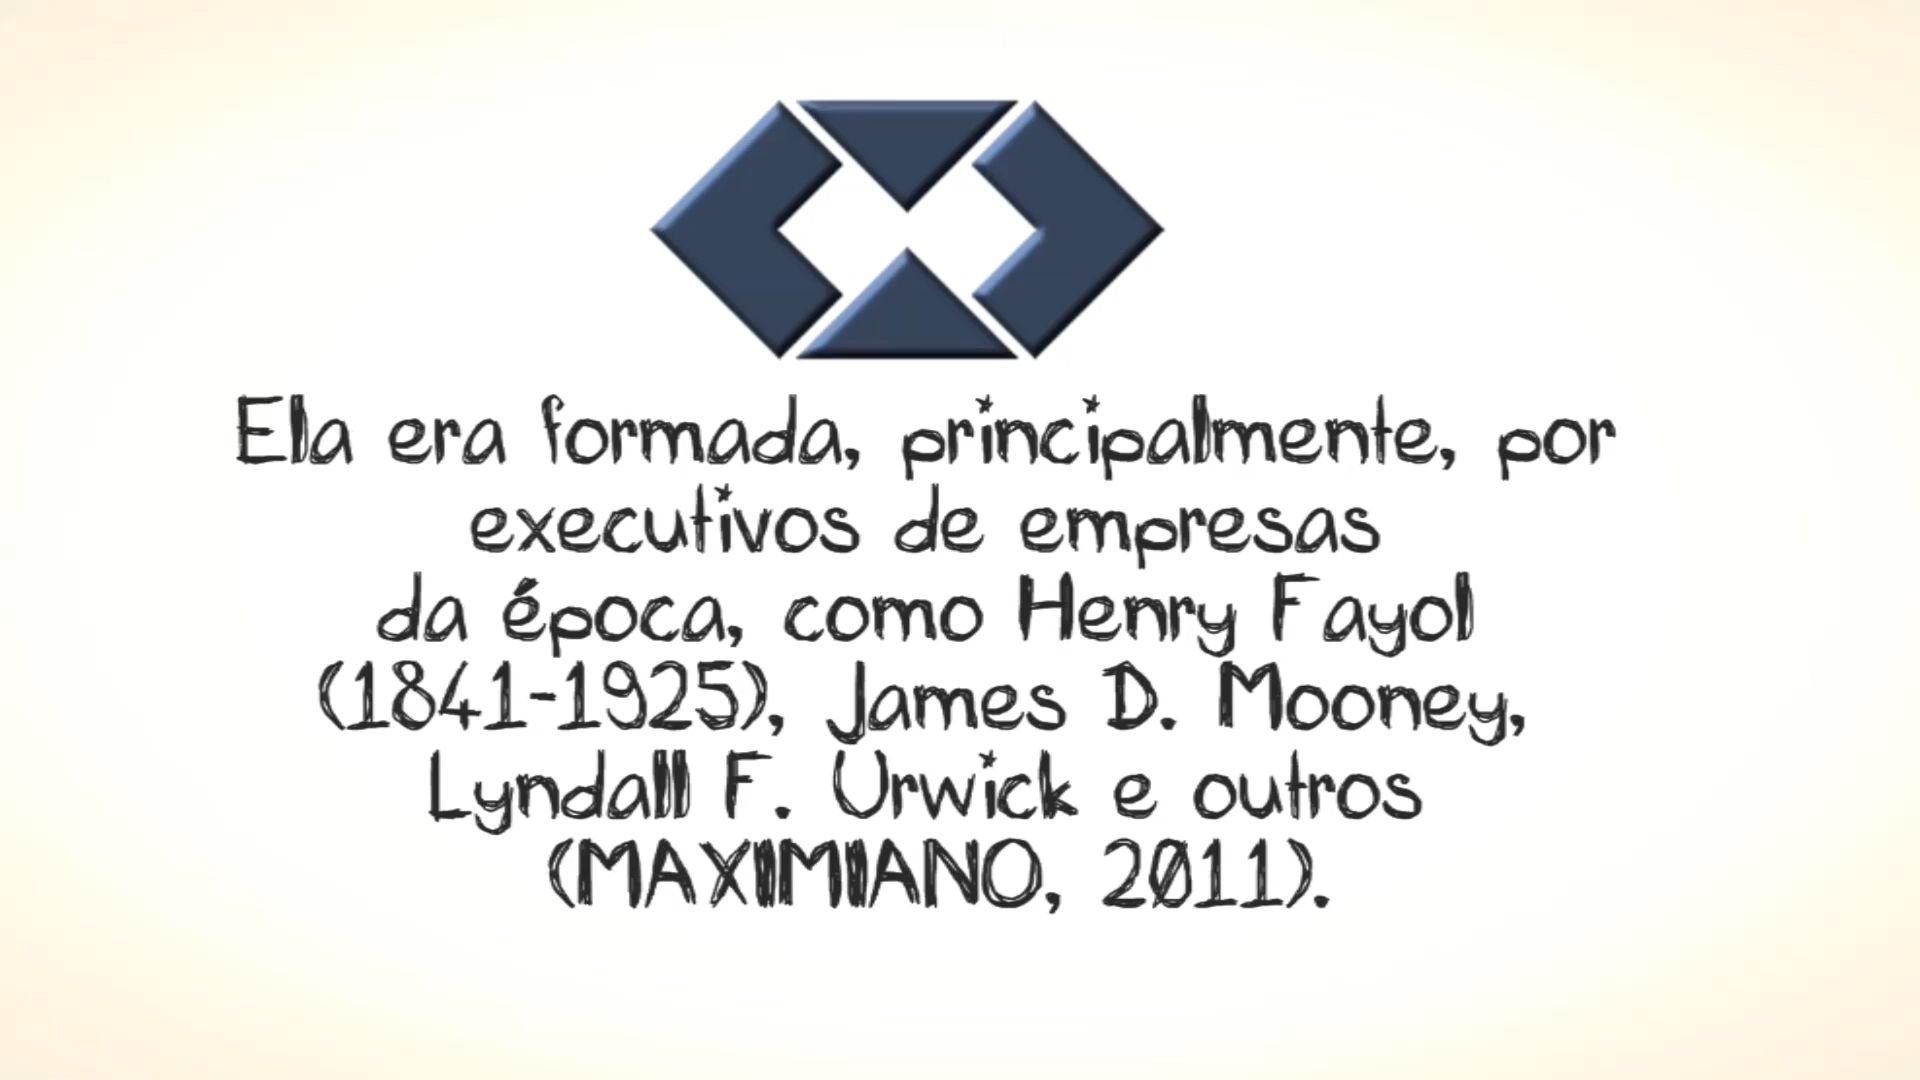 Ela era formada, principalmente, por
executivos de empresas
da época, como Henry Fayol
(1841-1925), James D. Mooney,
Lyndall F. Urwick e outros
(MAXIMIANO, 2011).